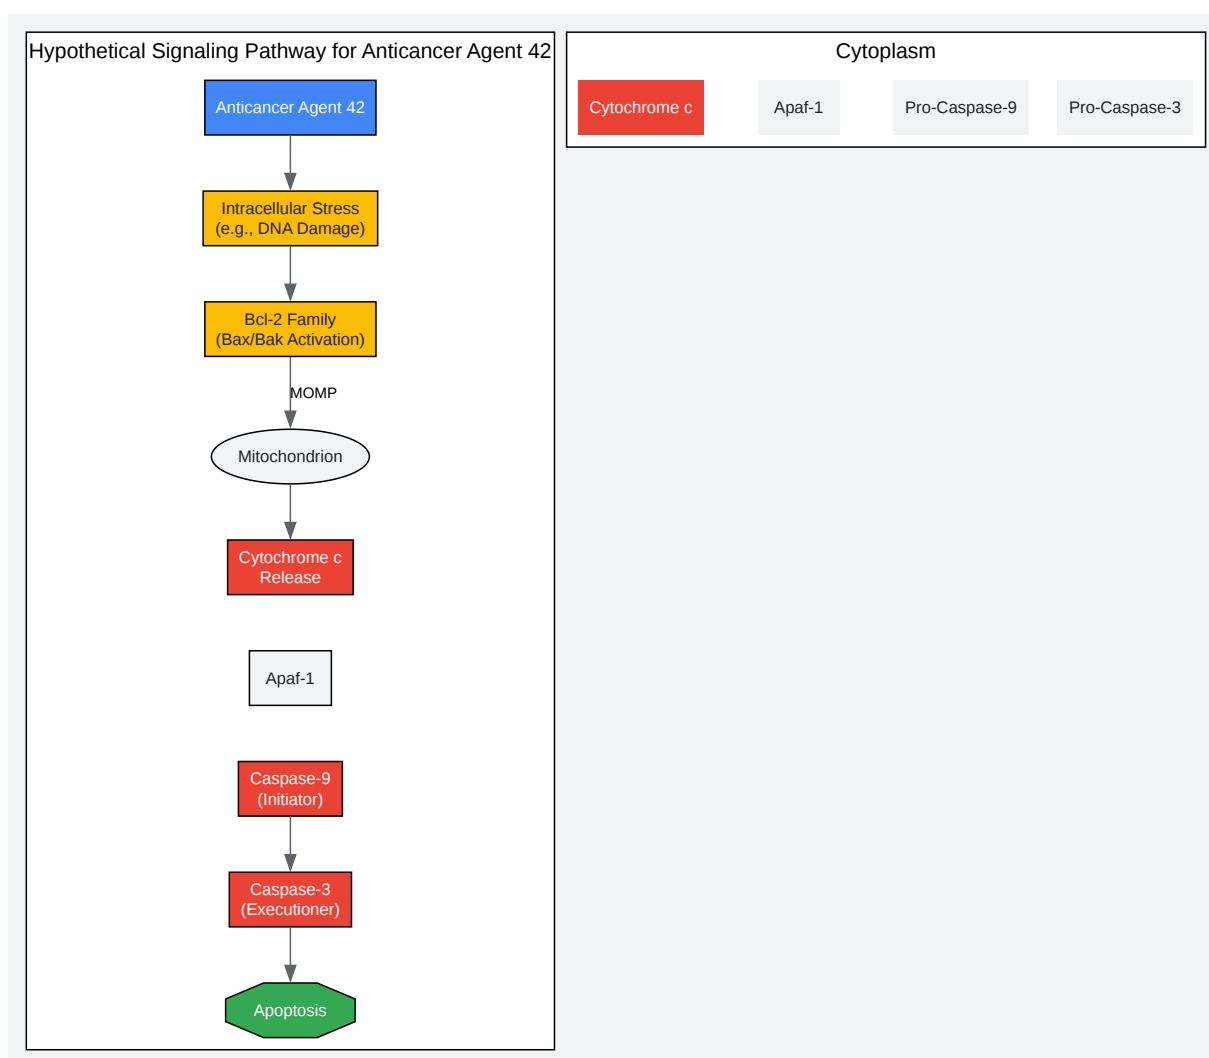 Hypothetical Signaling Pathway for Anticancer Agent 42
Anticancer Agent 42
Intracellular Stress
(e.g., DNA Damage)
Bcl-2 Family
(Bax/Bak Activation)
MOMP
Mitochondrion
Cytochrome c
Release
Apaf-1
Caspase-9
(Initiator)
Caspase-3
(Executioner)
Apoptosis
Cytoplasm
Cytochrome c
Apaf-1
Pro-Caspase-9
Pro-Caspase-3